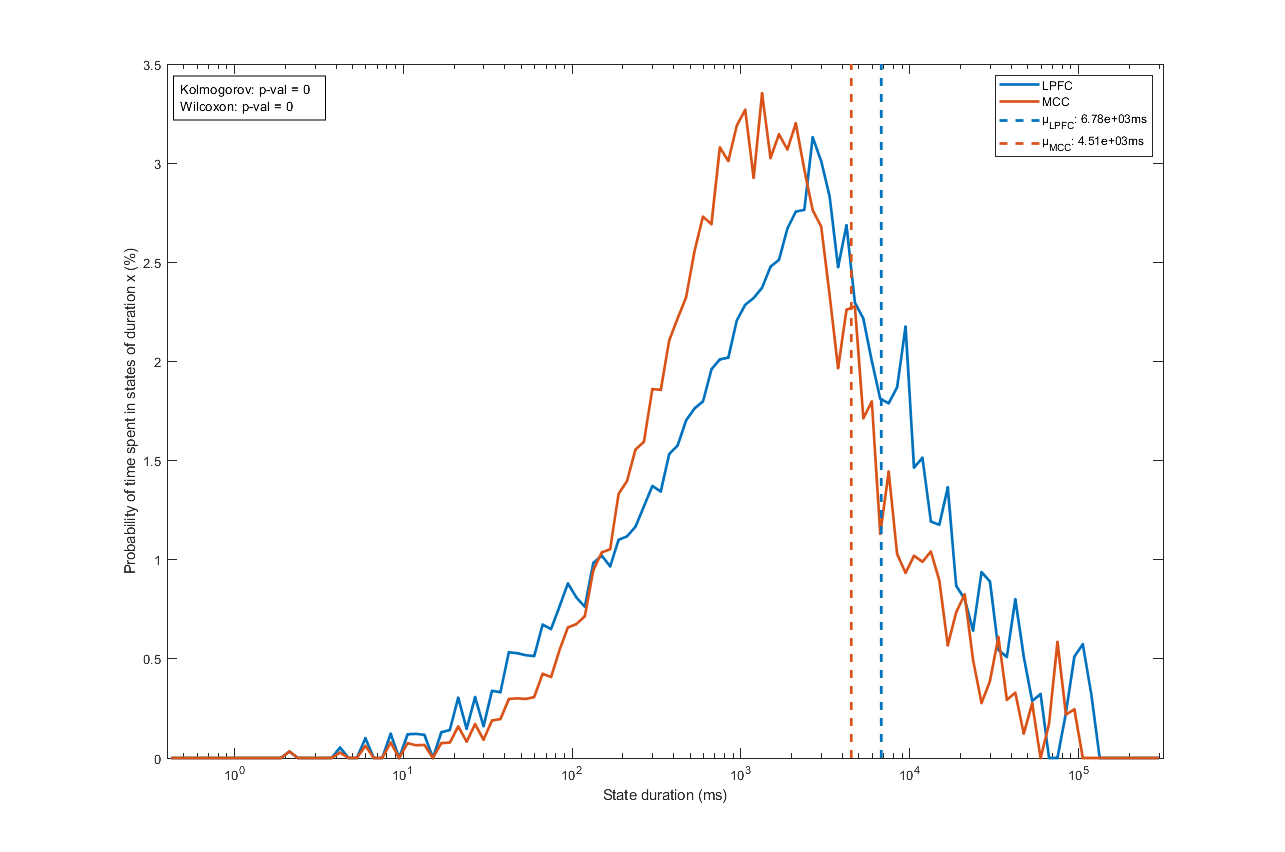 Kolmogorov: p-val = 0
Wilcoxon: p-val = 0
LPFC
MCC
μLPFC: 6.78e+03ms
μMCC: 4.51e+03ms
Probability of time spent in states of duration x (%)
3.5
3
2.5
2
1.5
1
0.5
0
10^0 10^1 10^2 10^3 10^4 10^5
State duration (ms)